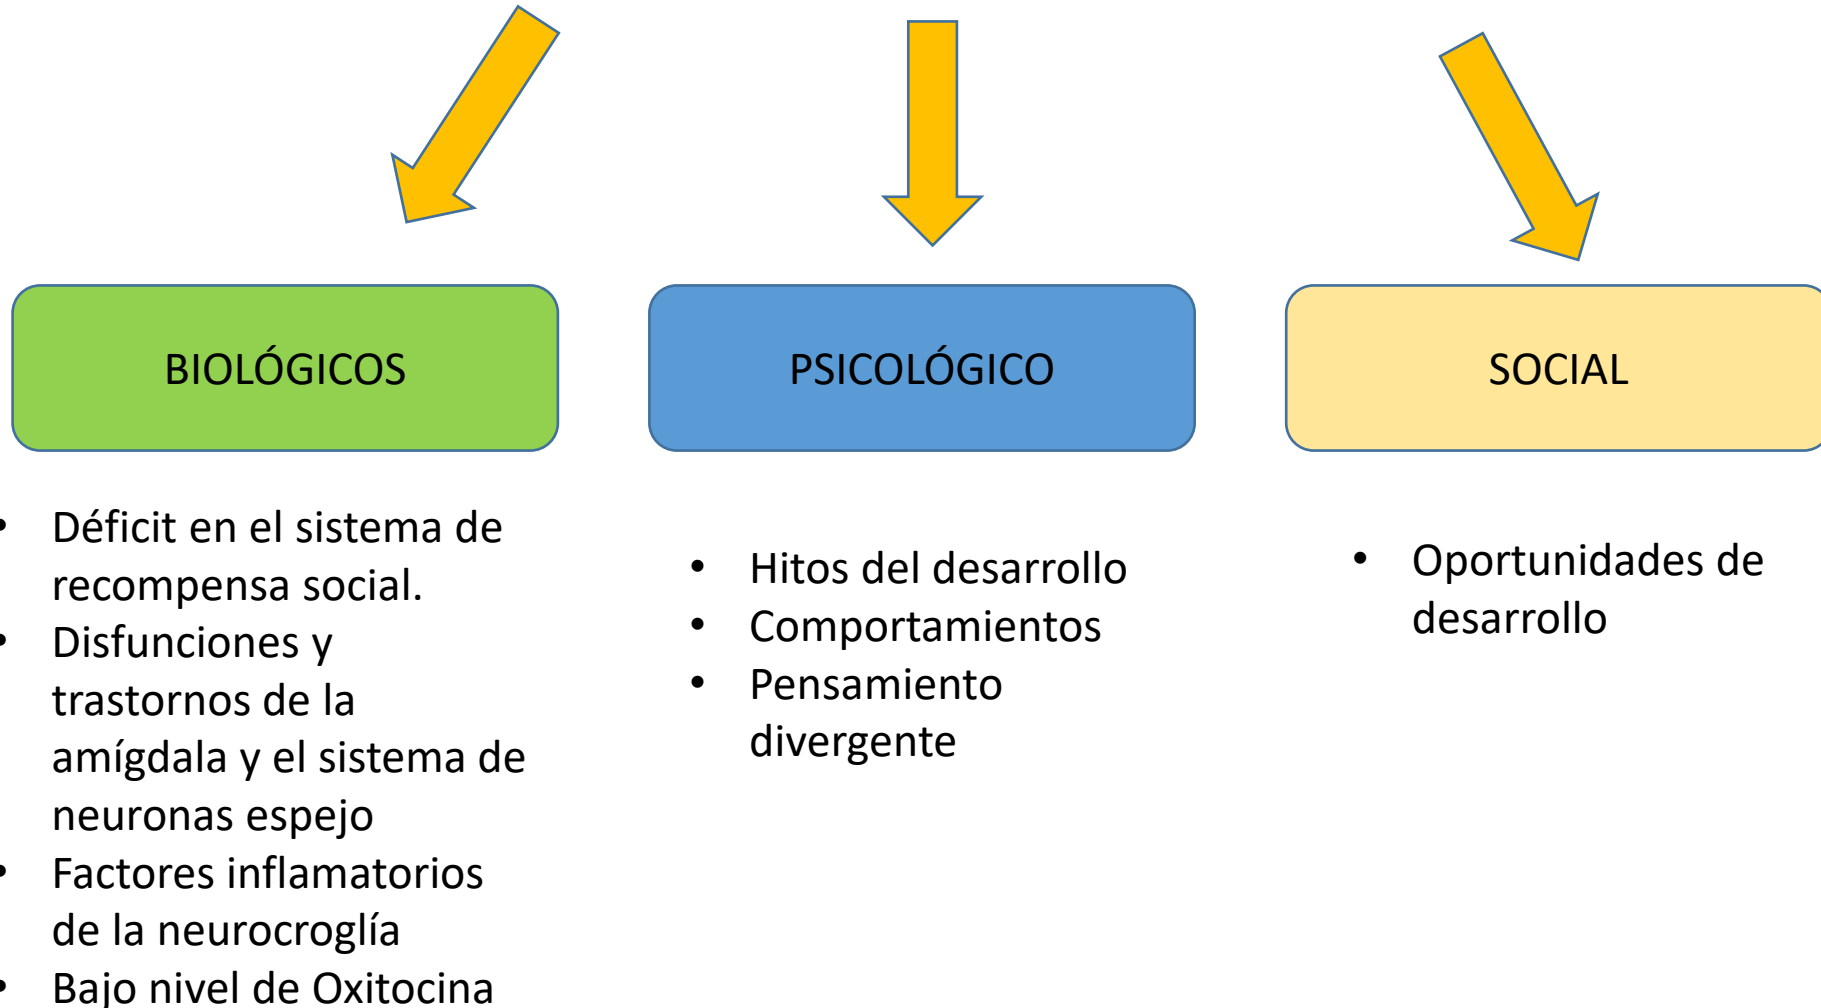 BIOLÓGICOS
PSICOLÓGICO
SOCIAL
• Déficit en el sistema de
recompensa social.
• Disfunciones y
trastornos de la
amígdala y el sistema de
neuronas espejo
• Factores inflamatorios
de la neurocroglía
• Bajo nivel de Oxitocina
• Hitos del desarrollo
• Comportamientos
• Pensamiento
divergente
• Oportunidades de
desarrollo